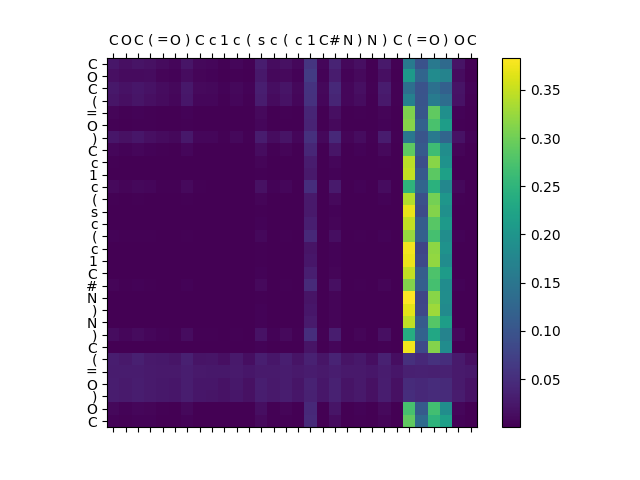 C O C ( = O ) C c 1 c ( s c ( c 1 C # N ) N ) C ( = O ) O C
C
O
C
(
=
O
)
C
c
1
c
(
s
c
(
c
1
C
#
N
)
N
)
C
(
=
O
)
O
C
0.35
0.30
0.25
0.20
0.15
0.10
0.05